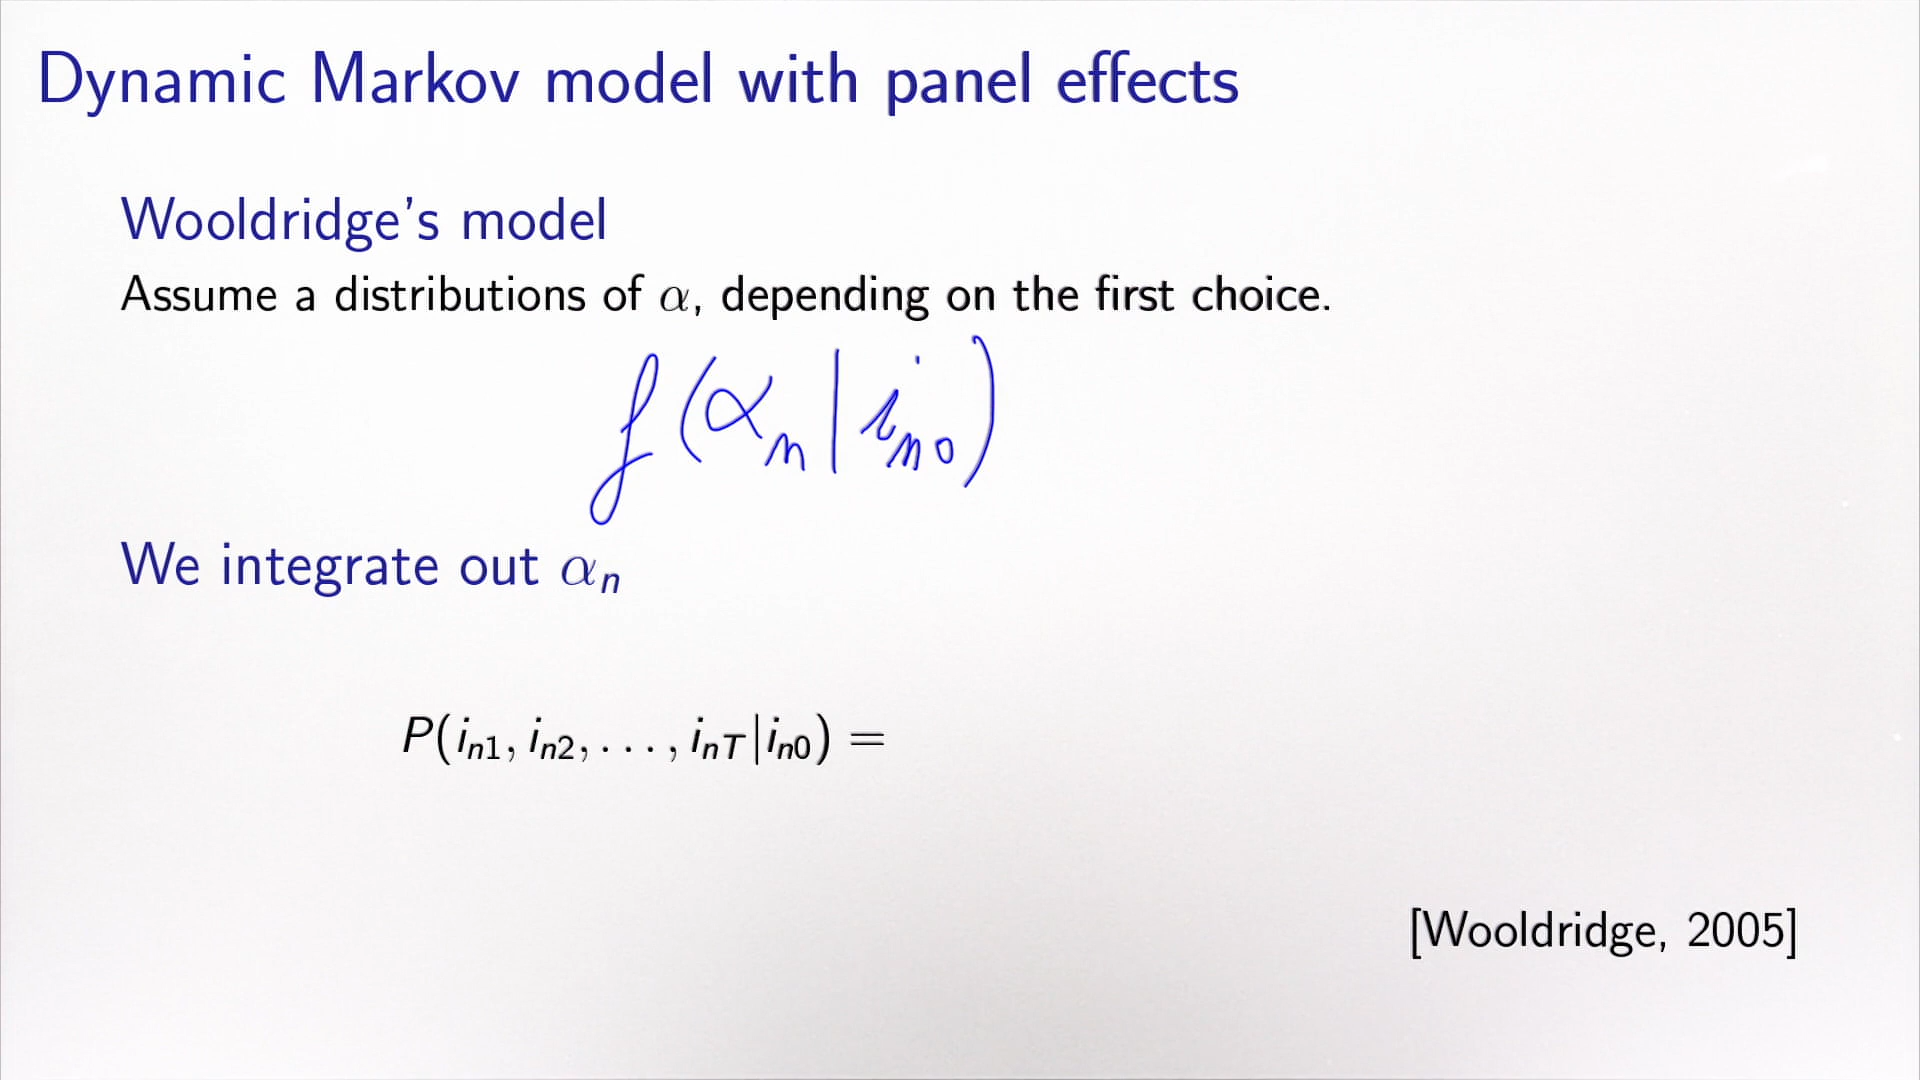 Dynamic Markov model with panel effects
Wooldridge's model
Assume a distributions of α, depending on the first choice.
f(αₙ|iₙ₀)
We integrate out αₙ
P(iₙ₁, iₙ₂, . . . , iₙT|iₙ₀) =
[Wooldridge, 2005]